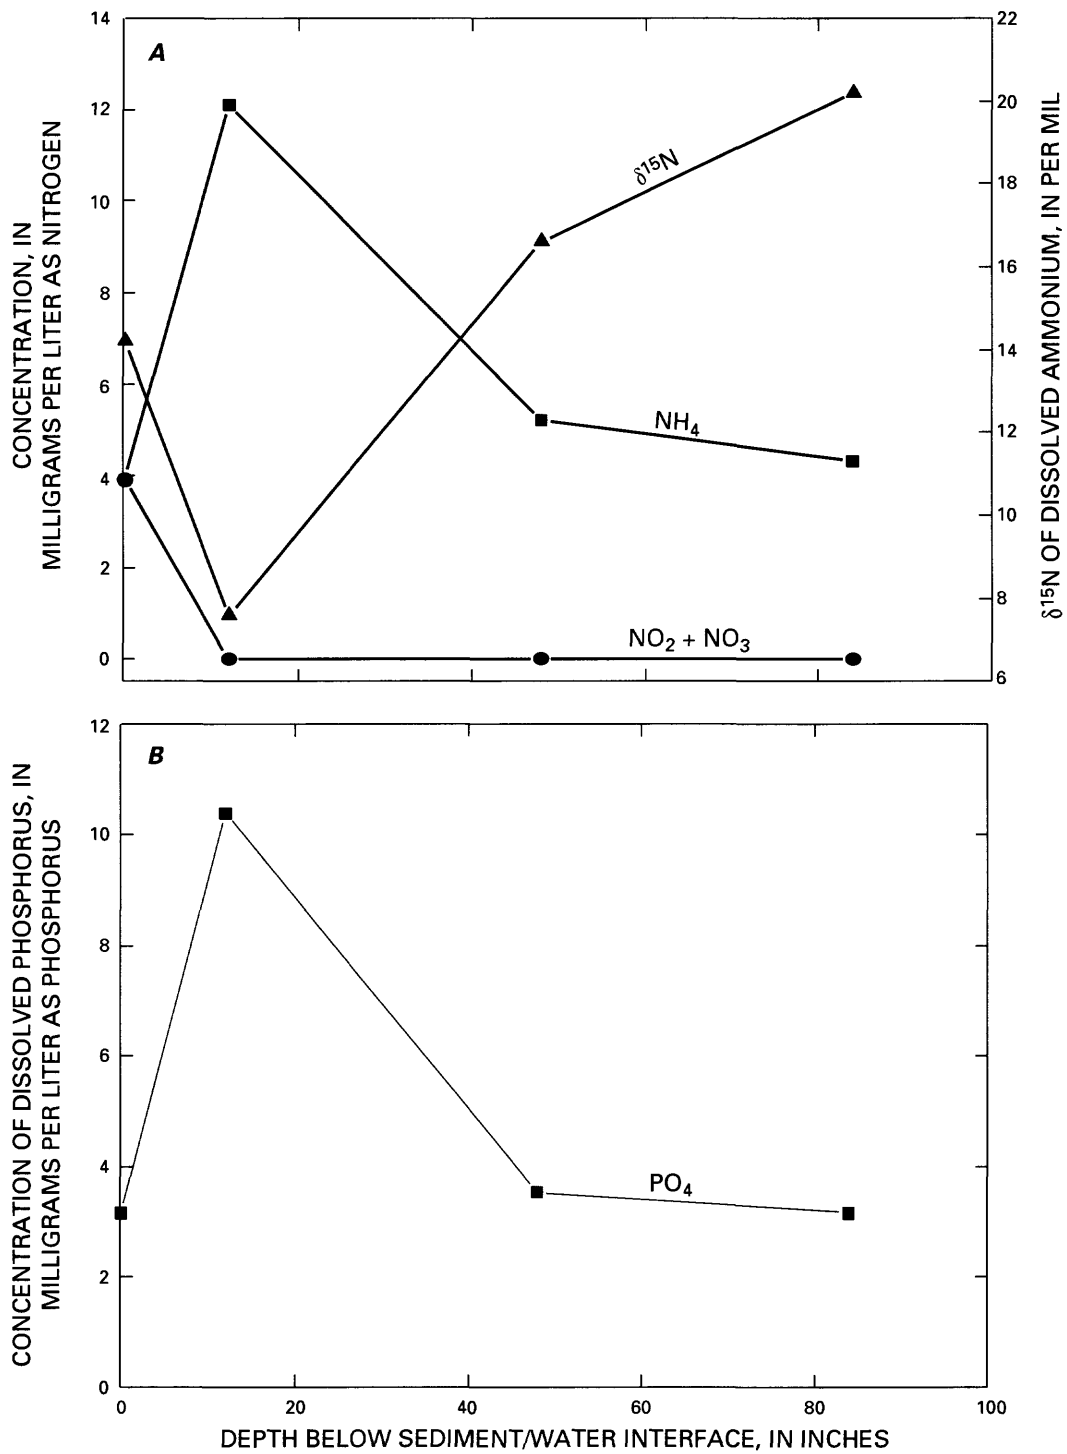 A
14
12
10
8
6
4
2
0
CONCENTRATION, IN
MILLIGRAMS PER LITER AS NITROGEN
22
20
18
16
14
12
10
8
6
δ15N OF DISSOLVED AMMONIUM, IN PER MIL
δ15N
NH4
NO2 + NO3
B
12
10
8
6
4
2
0
CONCENTRATION OF DISSOLVED PHOSPHORUS, IN
MILLIGRAMS PER LITER AS PHOSPHORUS
PO4
0 20 40 60 80 100
DEPTH BELOW SEDIMENT/WATER INTERFACE, IN INCHES